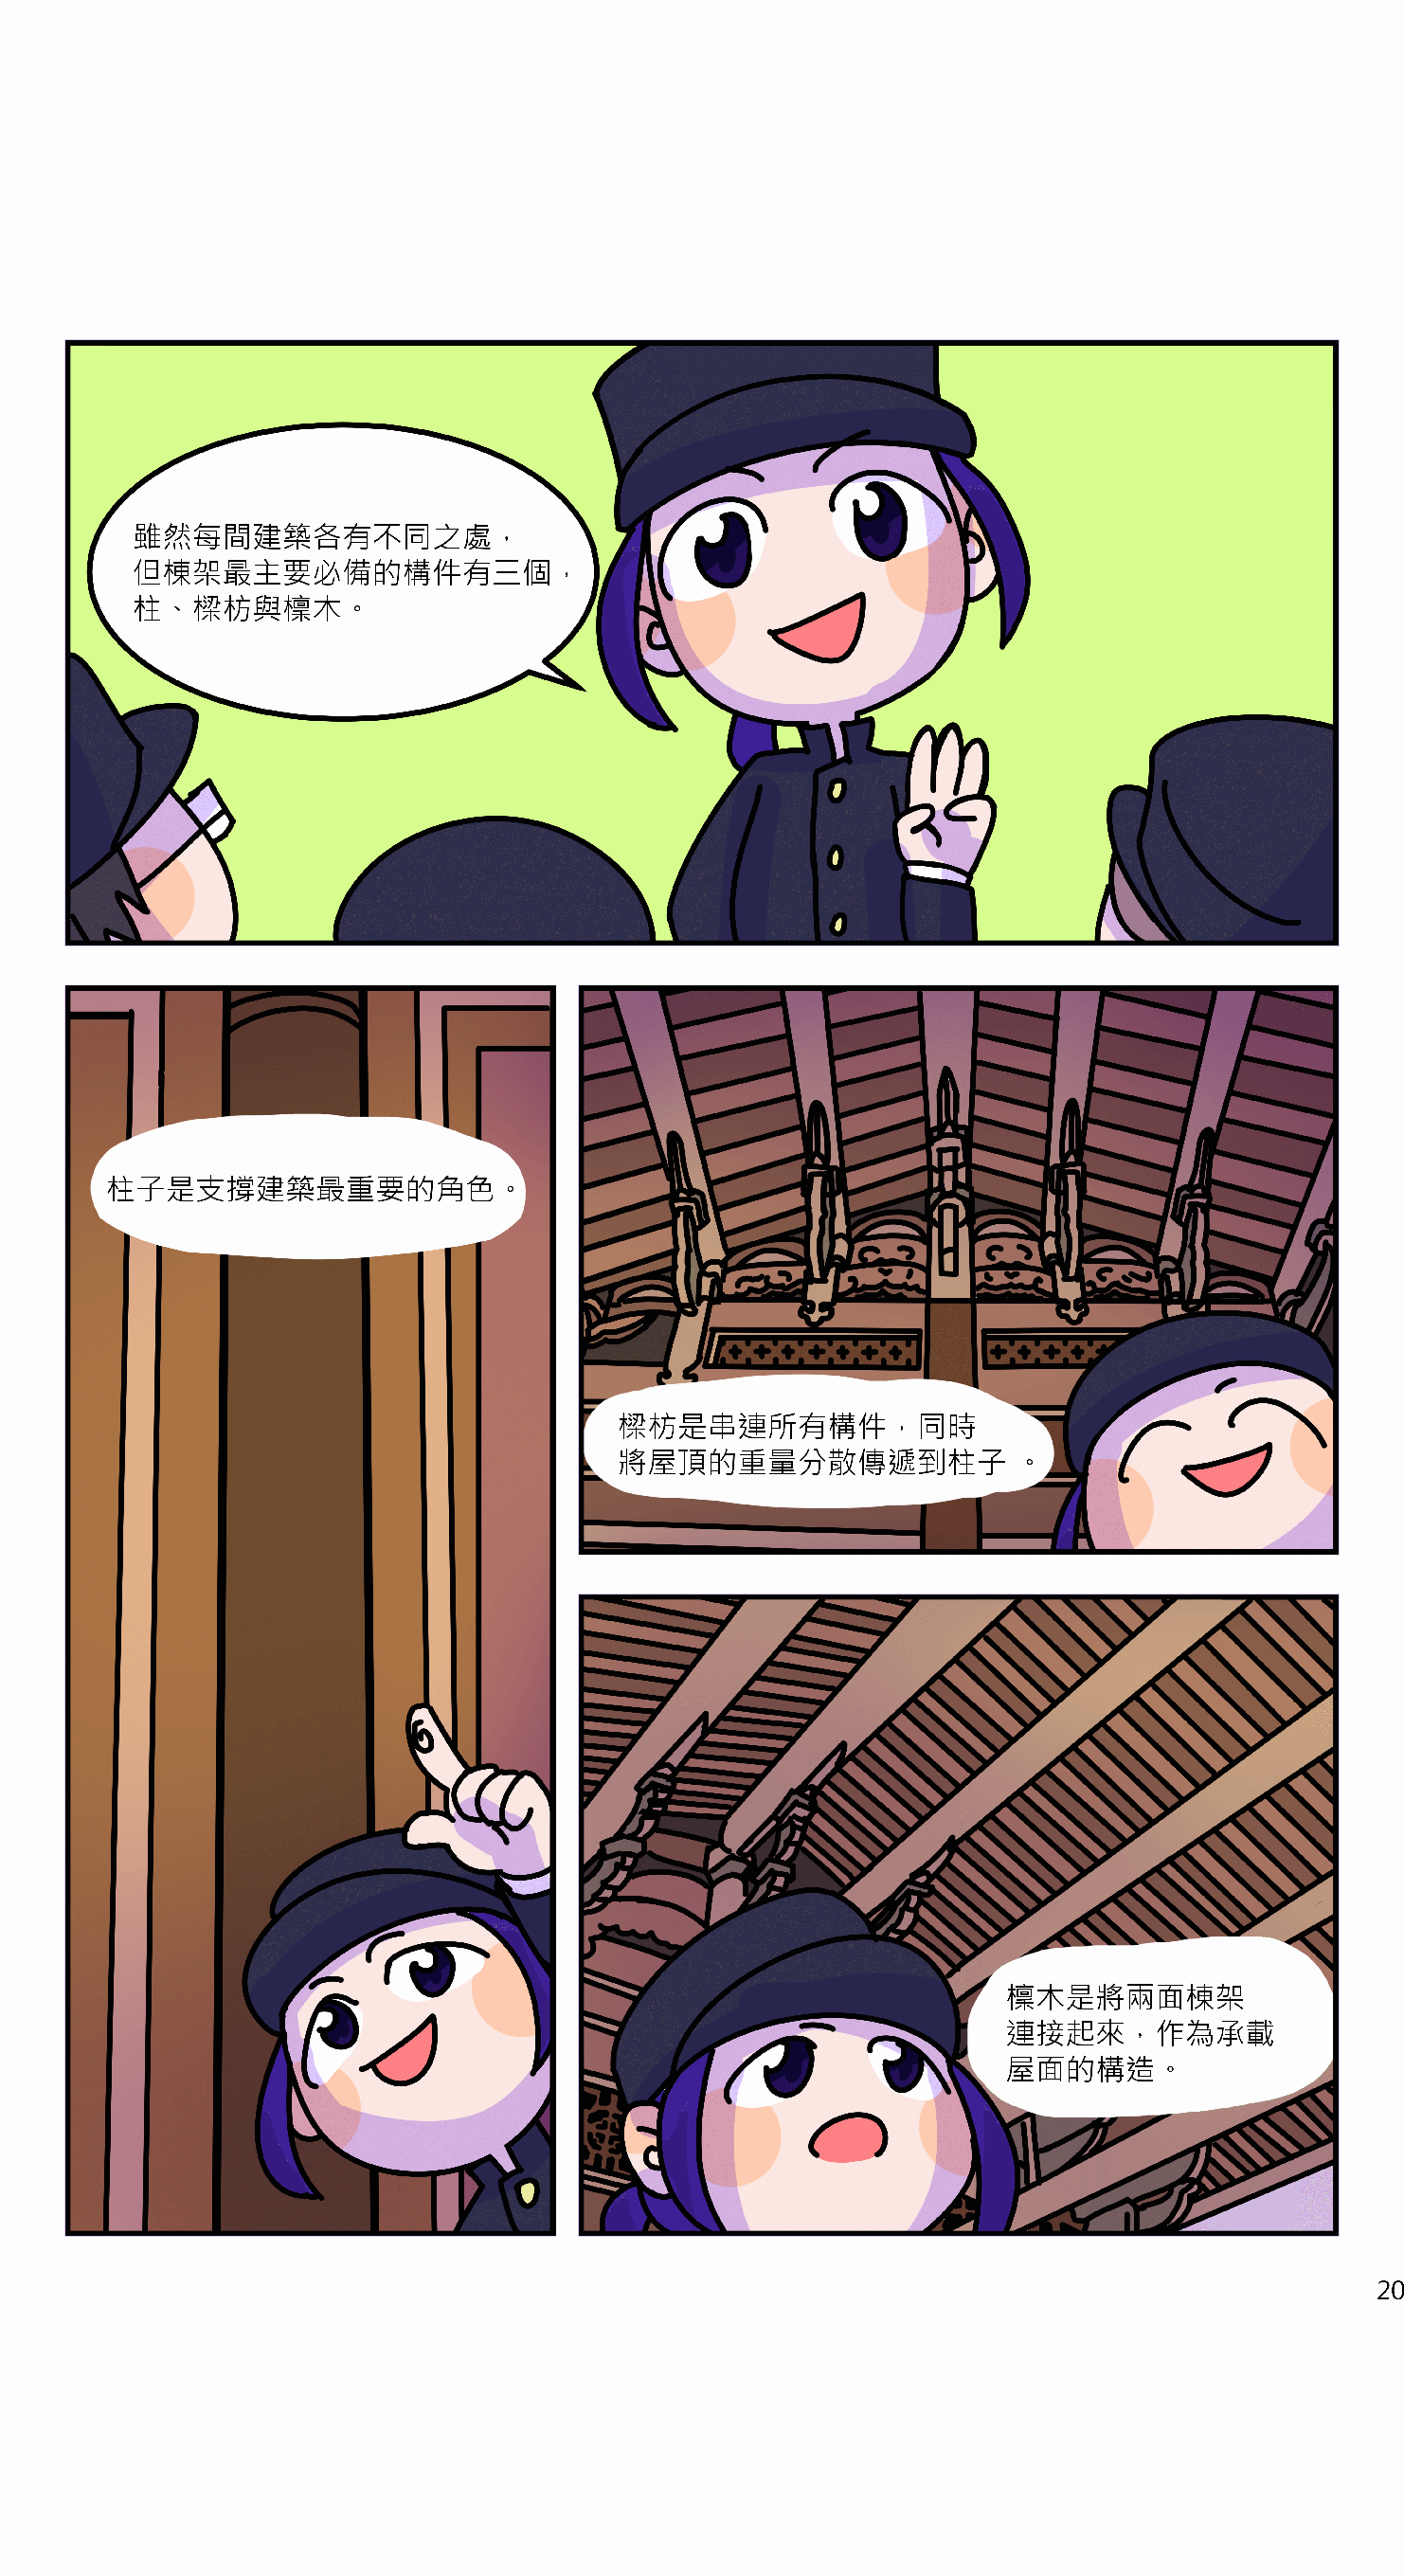 雖然每間建築各有不同之處，
但棟架最主要必備的構件有三個，
柱、樑枋與檁木。
柱子是支撐建築最重要的角色。
樑枋是串連所有構件，同時
將屋頂的重量分散傳遞到柱子 。
檁木是將兩面棟架
連接起來，作為承載
屋面的構造。
20